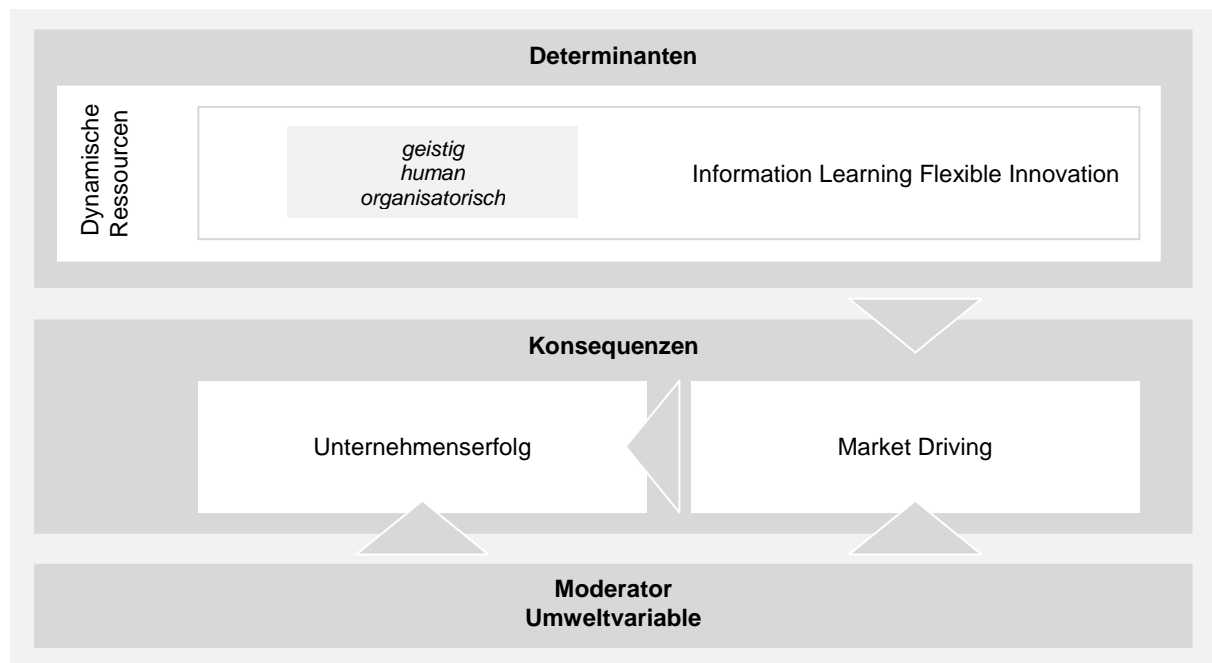 Determinanten
Dynamische
Ressourcen
geistig
human
organisatorisch
Information Learning Flexible Innovation
Konsequenzen
Unternehmenserfolg
Market Driving
Moderator
Umweltvariable